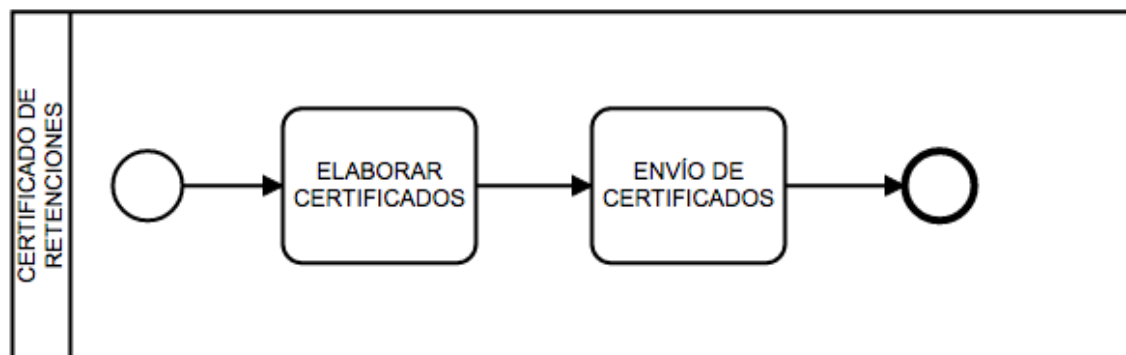 CERTIFICADO DE
RETENCIONES
ELABORAR
CERTIFICADOS
ENVÍO DE
CERTIFICADOS